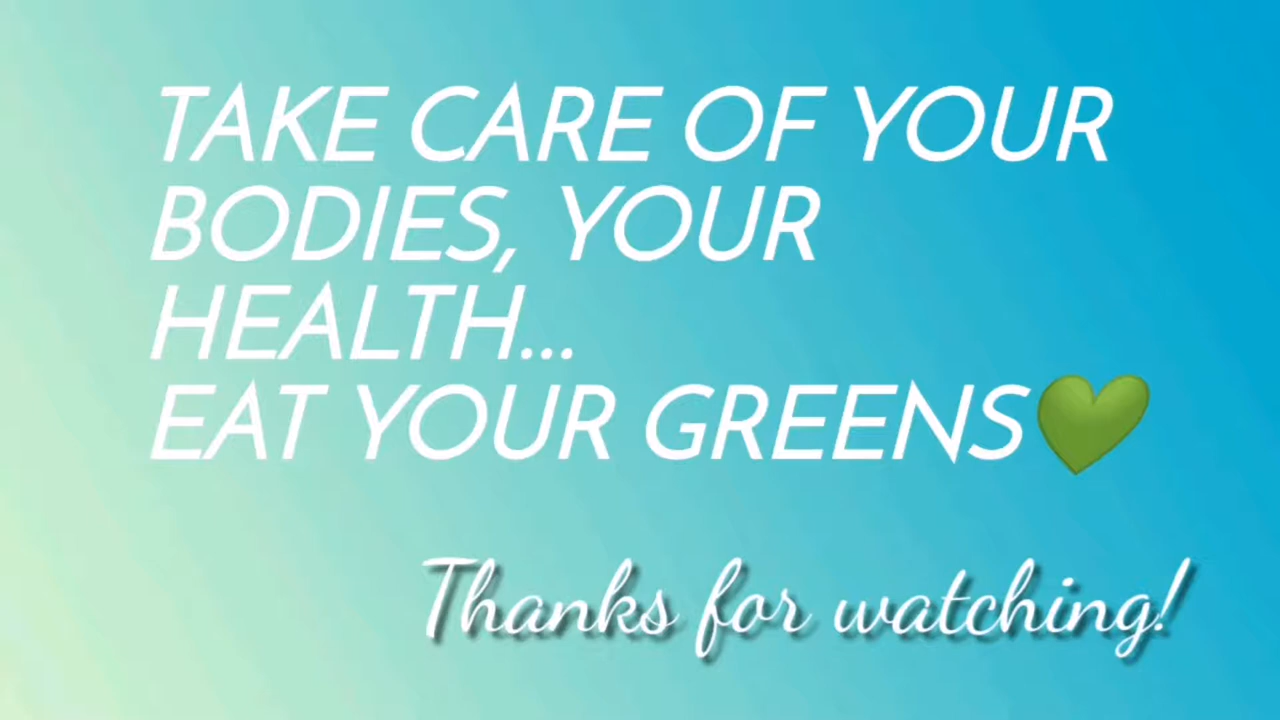 TAKE CARE OF YOUR
BODIES, YOUR
HEALTH...
EAT YOUR GREENS💚
Thanks for watching!